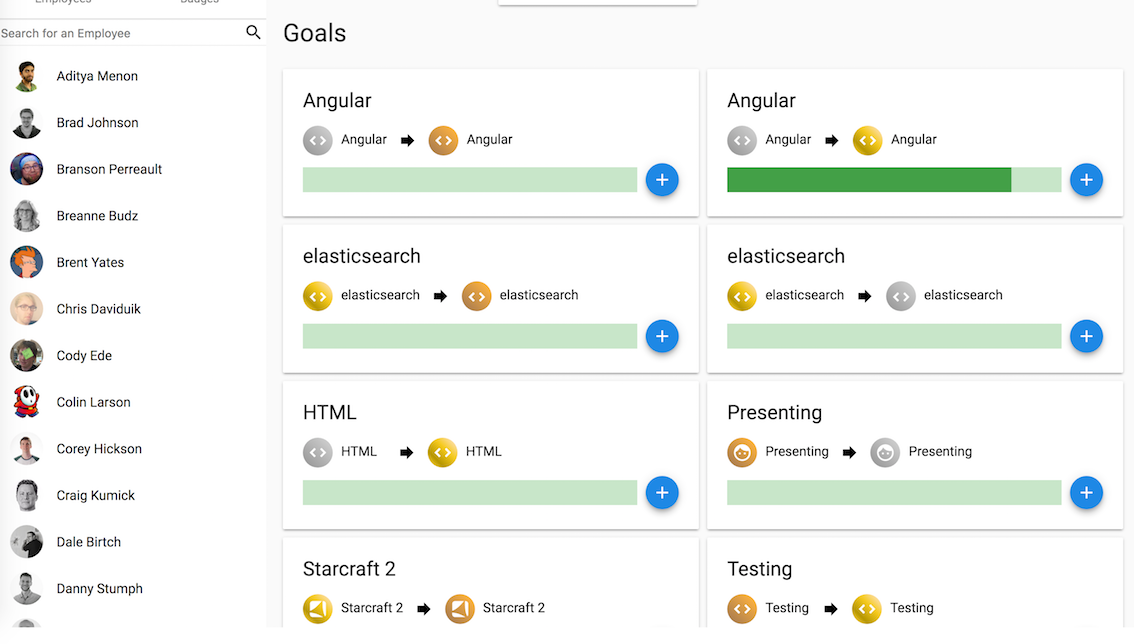 Employees
Badges
Search for an Employee
Aditya Menon
Brad Johnson
Branson Perreault
Breanne Budz
Brent Yates
Chris Daviduik
Cody Ede
Colin Larson
Corey Hickson
Craig Kumick
Dale Birtch
Danny Stumph
Goals
Angular
Angular Angular
Angular
Angular Angular
elasticsearch
elasticsearch elasticsearch
elasticsearch
elasticsearch elasticsearch
HTML
HTML HTML
Presenting
Presenting Presenting
Starcraft 2
Starcraft 2 Starcraft 2
Testing
Testing Testing